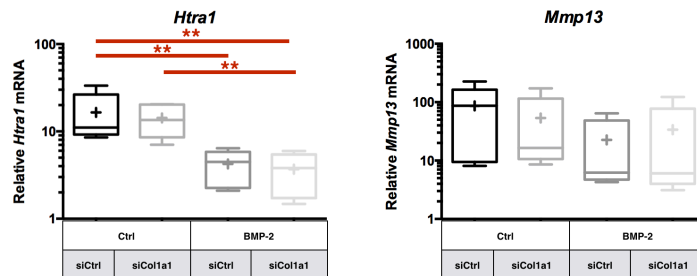 Htra1
Relative Htra1 mRNA
100
10
1
**
**
**
Ctrl
BMP-2
siCtrl
siCol1a1
siCtrl
siCol1a1
Mmp13
Relative Mmp13 mRNA
1000
100
10
1
Ctrl
BMP-2
siCtrl
siCol1a1
siCtrl
siCol1a1